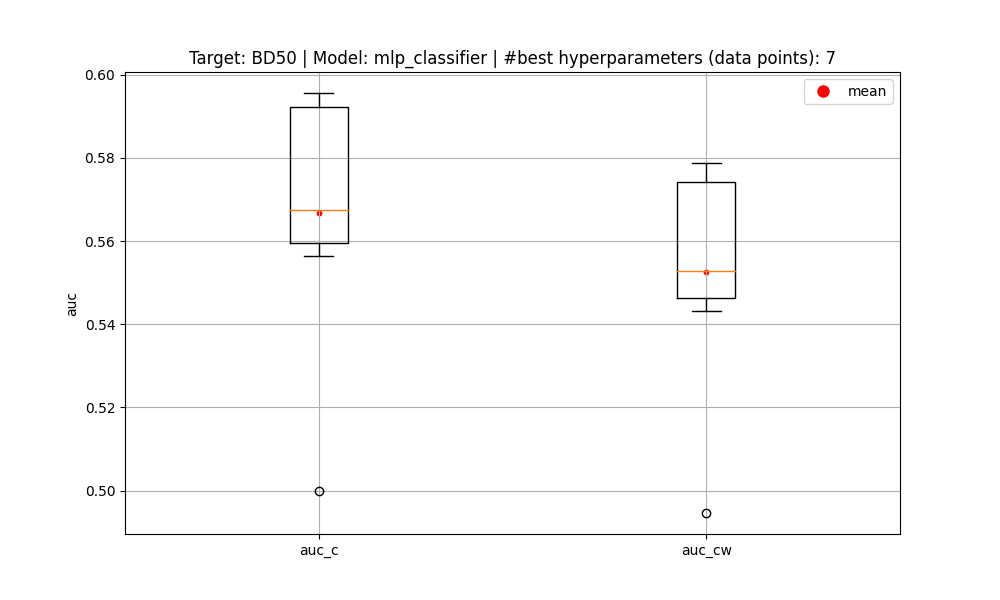 Target: BD50 | Model: mlp_classifier | #best hyperparameters (data points): 7
mean
auc
0.60
0.58
0.56
0.54
0.52
0.50
auc_c
auc_cw